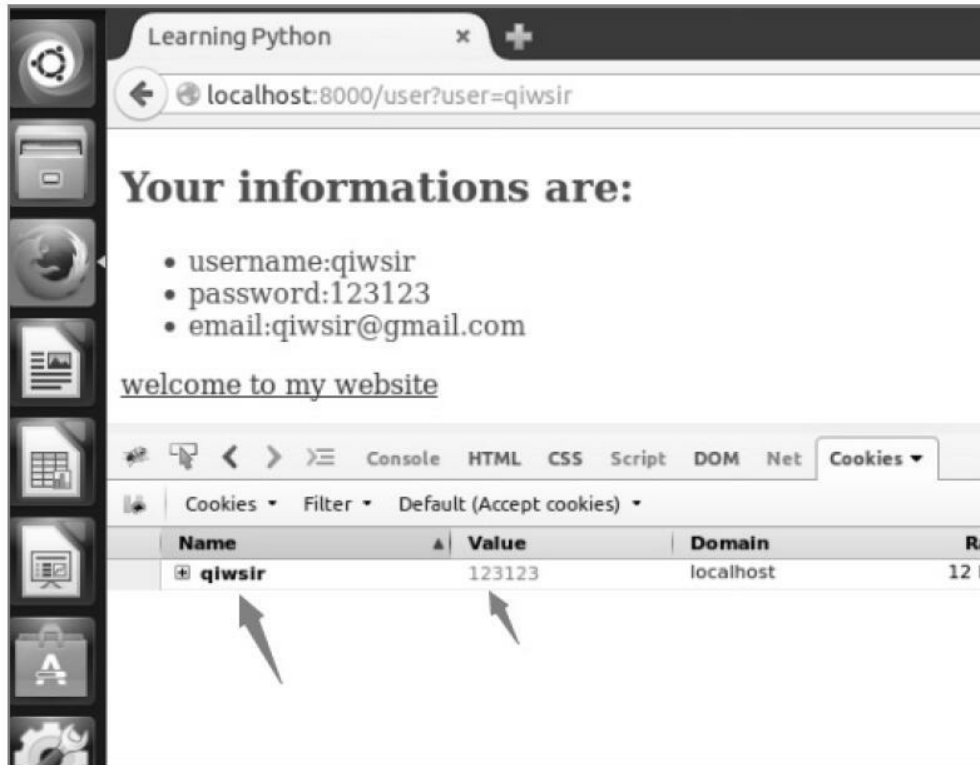 Learning Python
localhost:8000/user?user=qiwsir
Your informations are:
• username:qiwsir
• password:123123
• email:qiwsir@gmail.com
welcome to my website
Console HTML CSS Script DOM Net Cookies
Cookies Filter Default (Accept cookies)
Name Value Domain
qiwsir 123123 localhost 12